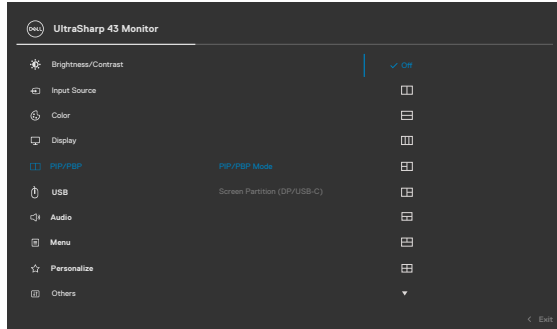 DELL UltraSharp 43 Monitor
Brightness/Contrast
Off
Input Source
Color
Display
PIP/PBP
PIP/PBP Mode
USB
Screen Partition (DP/USB-C)
Audio
Menu
Personalize
Others
Exit